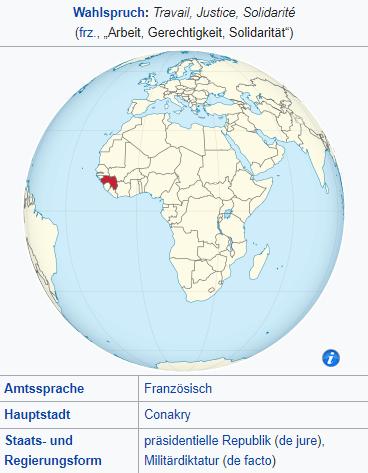 Wahlspruch: Travail, Justice, Solidarité
(frz., „Arbeit, Gerechtigkeit, Solidarität“)
i
Amtssprache Französisch
Hauptstadt Conakry
Staats- und präsidentielle Republik (de jure),
Regierungsform Militärdiktatur (de facto)